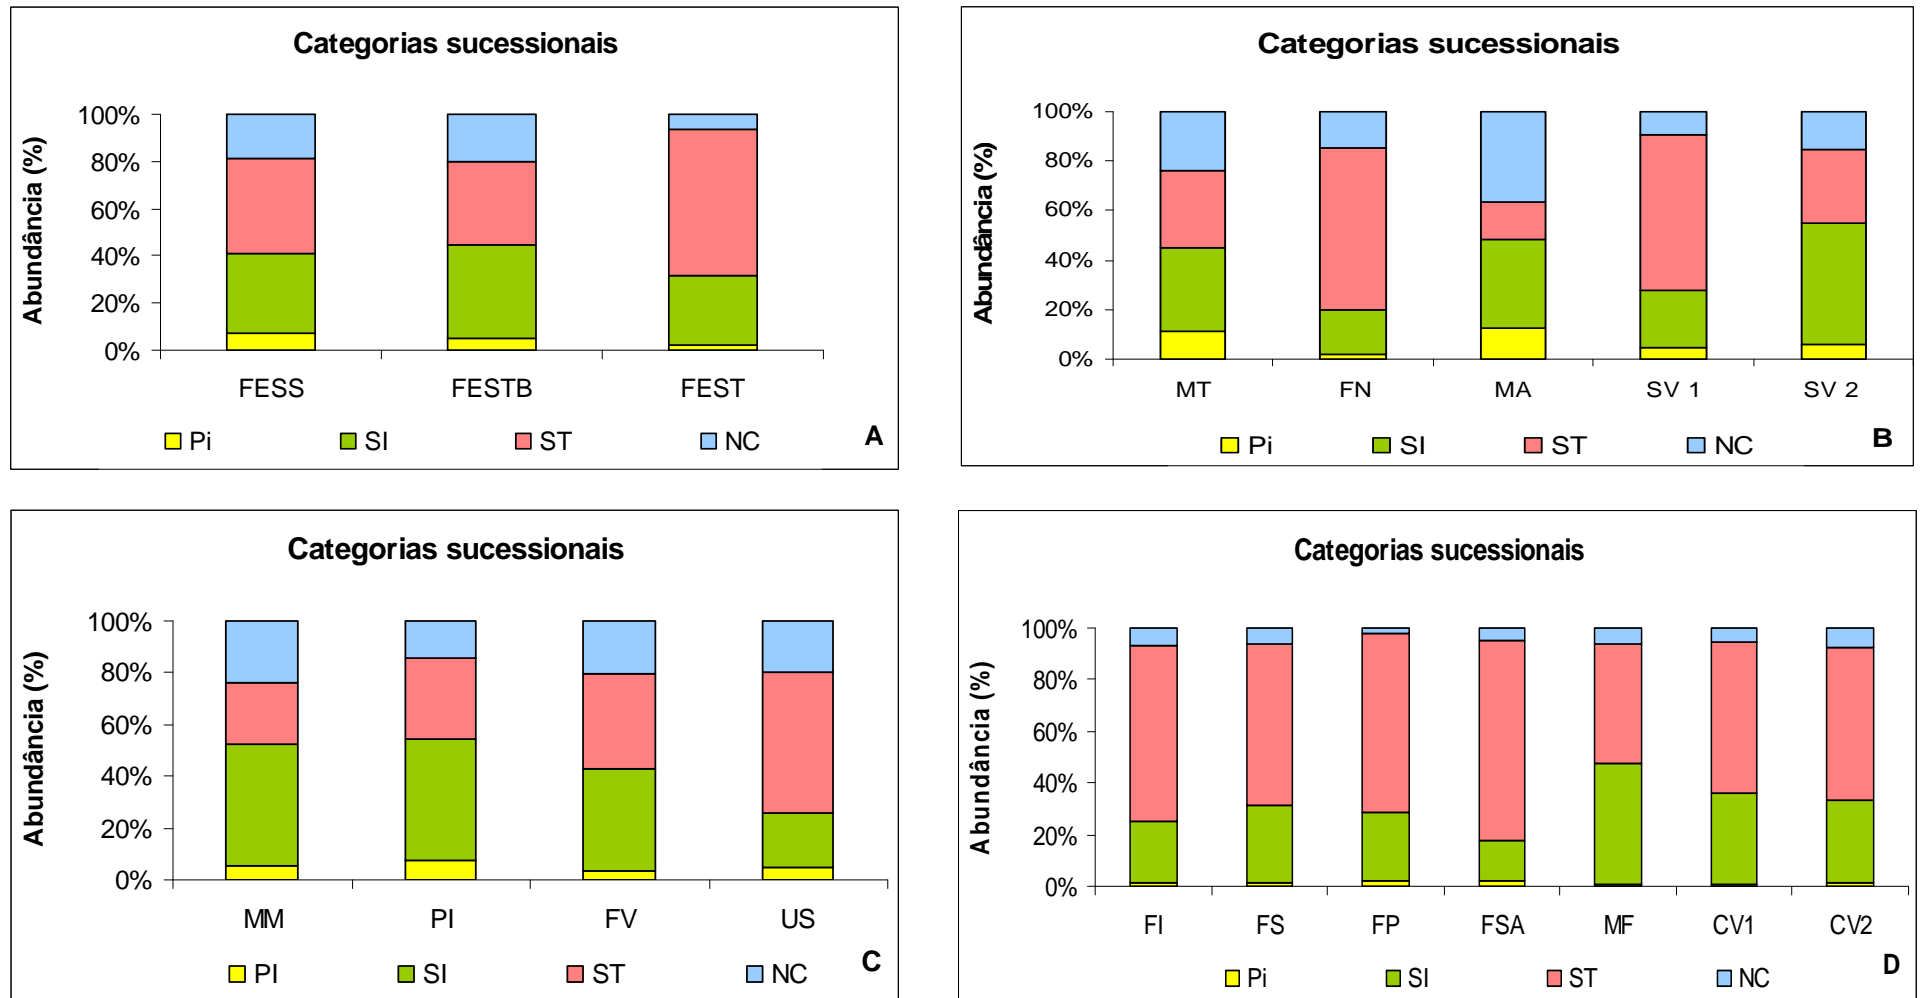 Categorias sucessionais
Abundância (%)
100%
80%
60%
40%
20%
0%
FESS FESTB FEST
Pi SI ST NC
A
Categorias sucessionais
Abundância (%)
100%
80%
60%
40%
20%
0%
MT FN MA SV 1 SV 2
Pi SI ST NC
B
Categorias sucessionais
Abundância (%)
100%
80%
60%
40%
20%
0%
MM PI FV US
PI SI ST NC
C
Categorias sucessionais
Abundância (%)
100%
80%
60%
40%
20%
0%
FI FS FP FSA MF CV1 CV2
Pi SI ST NC
D